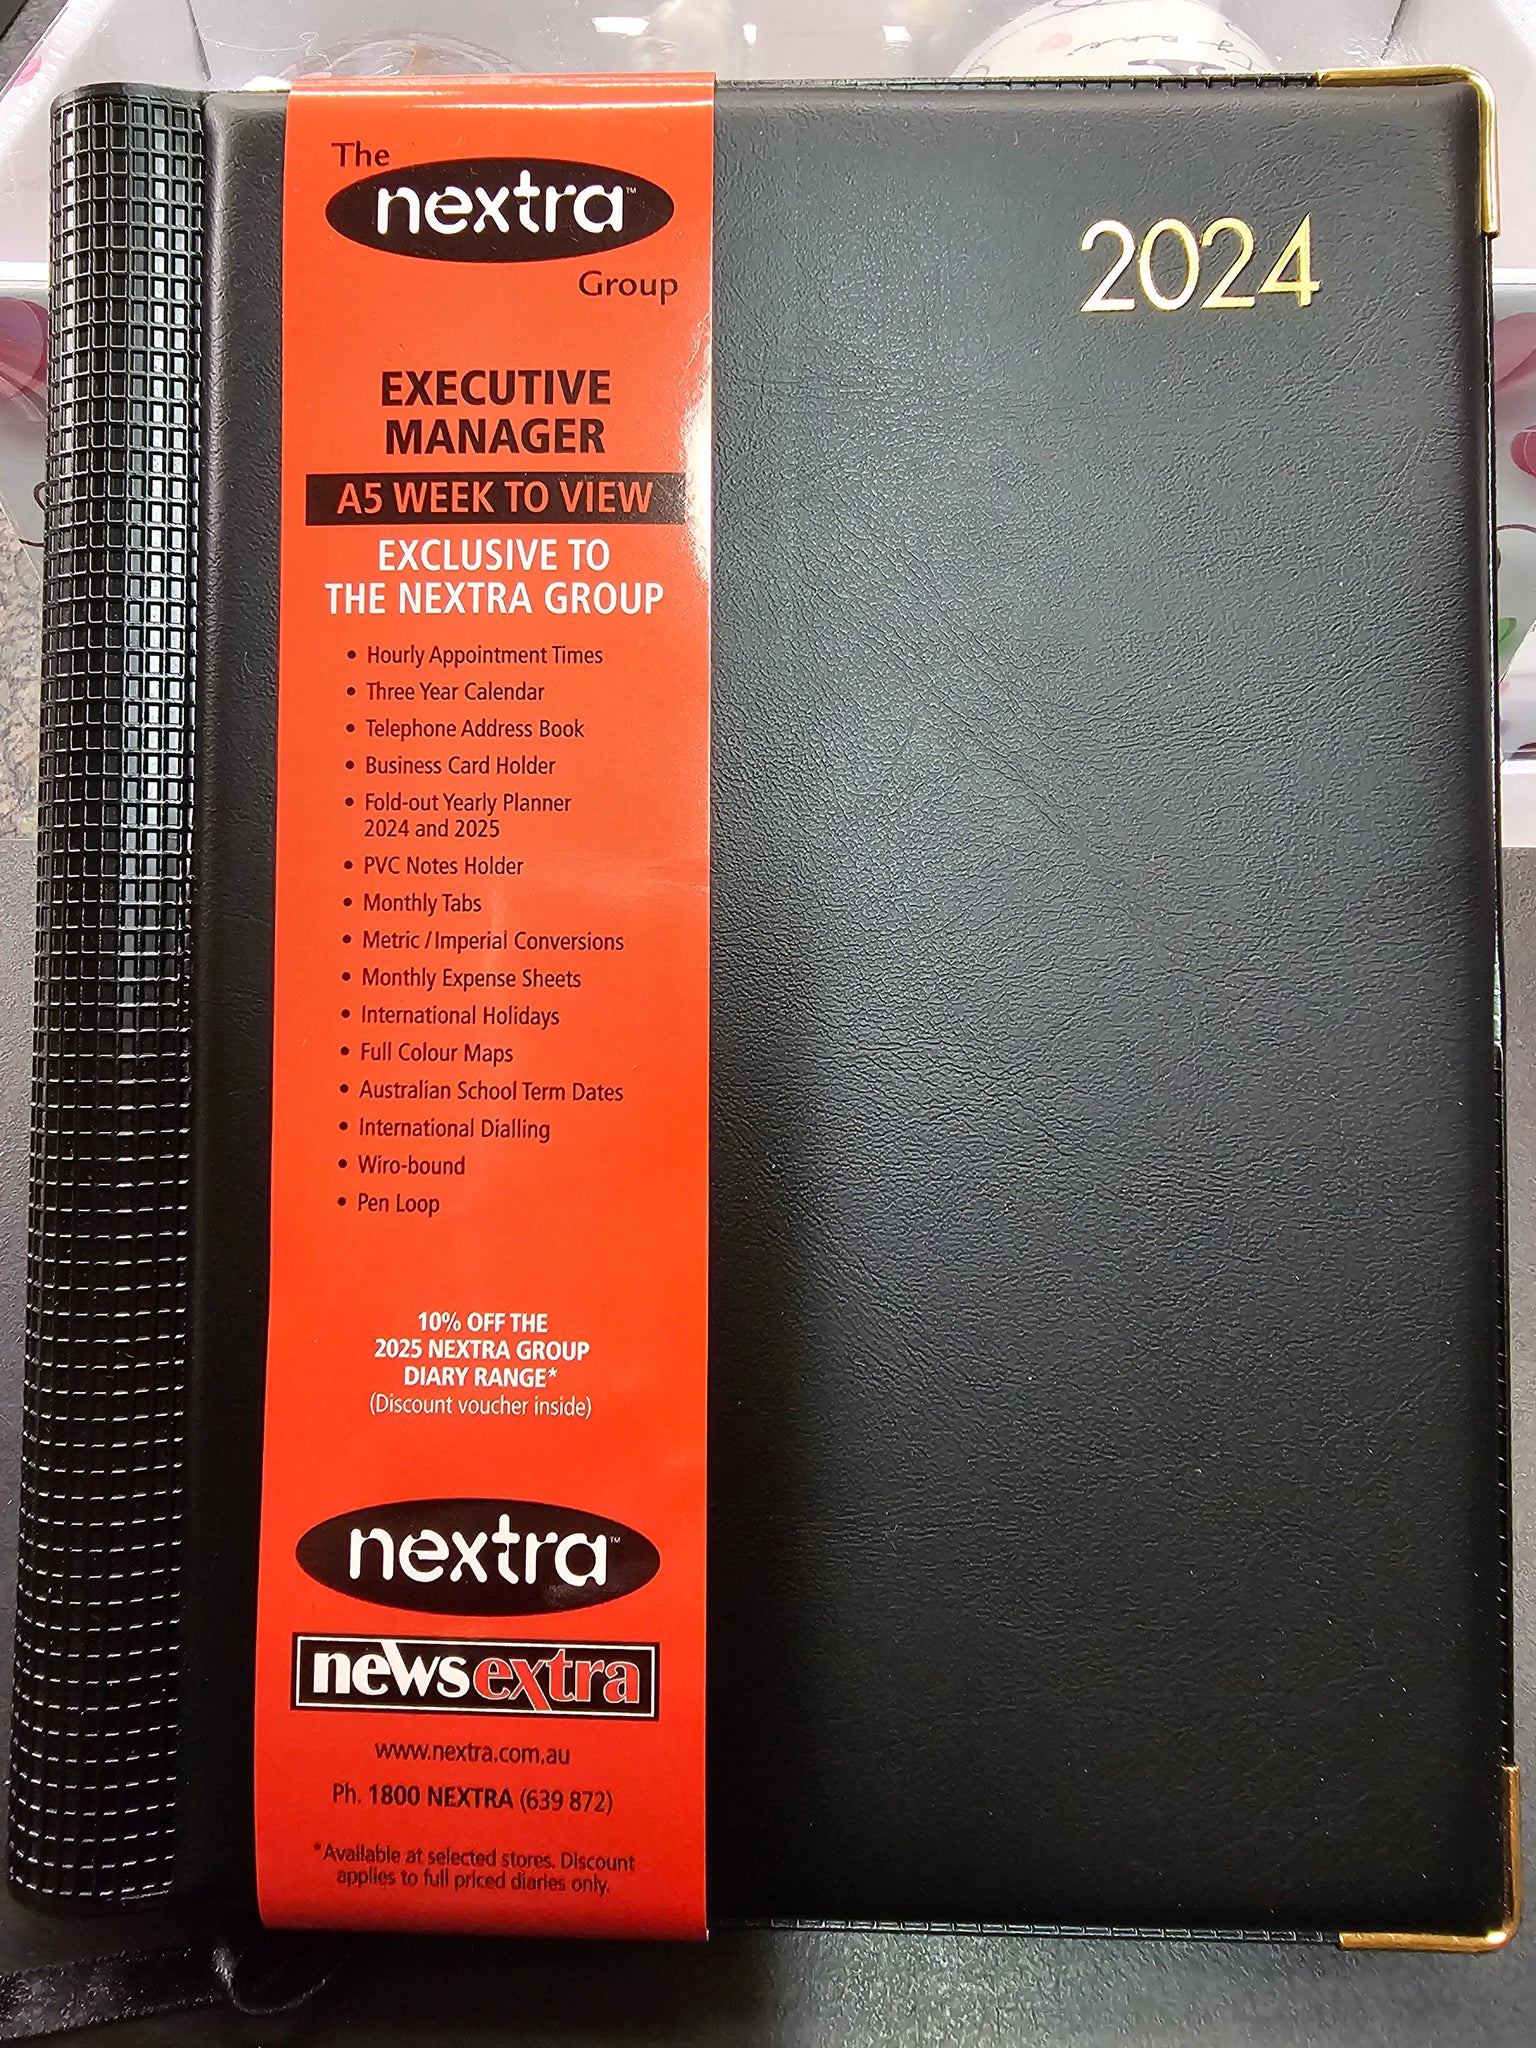 The
nextra™
Group
2024
EXECUTIVE
MANAGER
A5 WEEK TO VIEW
EXCLUSIVE TO
THE NEXTRA GROUP
• Hourly Appointment Times
• Three Year Calendar
• Telephone Address Book
• Business Card Holder
• Fold-out Yearly Planner
2024 and 2025
• PVC Notes Holder
• Monthly Tabs
• Metric / Imperial Conversions
• Monthly Expense Sheets
• International Holidays
• Full Colour Maps
• Australian School Term Dates
• International Dialling
• Wiro-bound
• Pen Loop
10% OFF THE
2025 NEXTRA GROUP
DIARY RANGE*
(Discount voucher inside)
nextra™
newsextra
www.nextra.com.au
Ph. 1800 NEXTRA (639 872)
*Available at selected stores. Discount
applies to full priced diaries only.